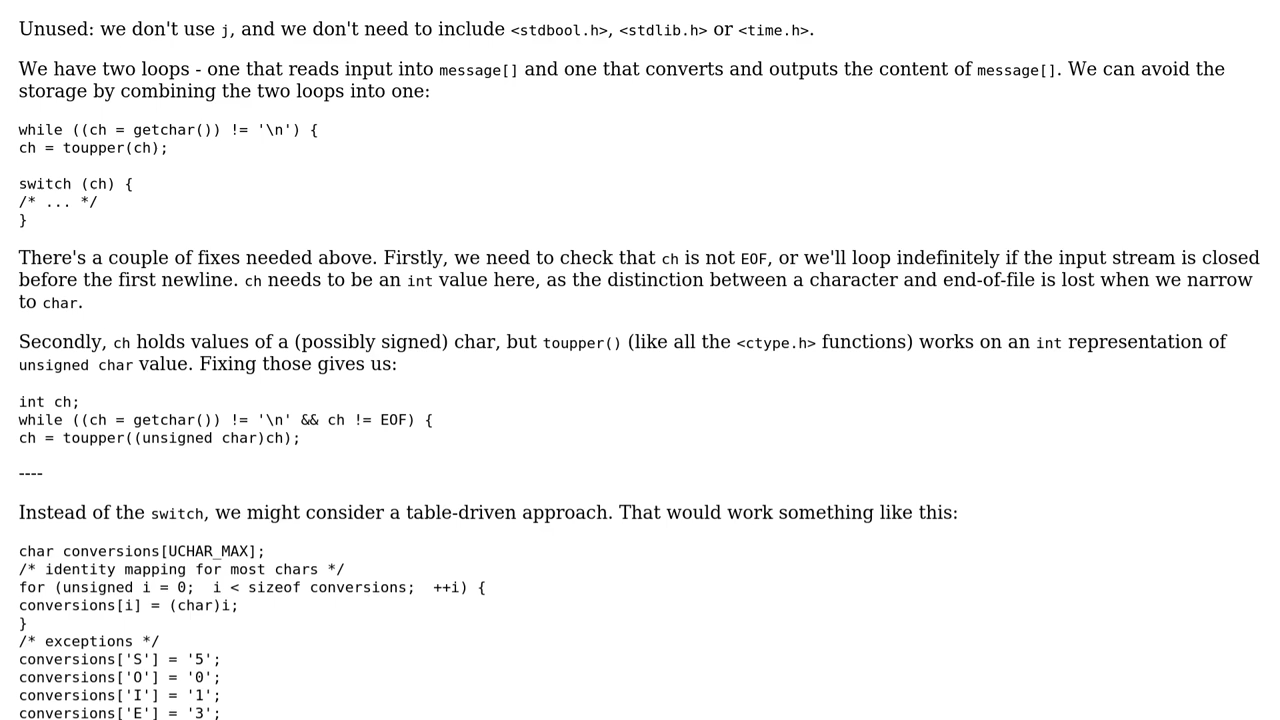 Unused: we don't use j, and we don't need to include <stdbool.h>, <stdlib.h> or <time.h>.
We have two loops - one that reads input into message[] and one that converts and outputs the content of message[]. We can avoid the
storage by combining the two loops into one:
while ((ch = getchar()) != '\n') {
ch = toupper(ch);
switch (ch) {
/* ... */
}
There's a couple of fixes needed above. Firstly, we need to check that ch is not EOF, or we'll loop indefinitely if the input stream is closed
before the first newline. ch needs to be an int value here, as the distinction between a character and end-of-file is lost when we narrow
to char.
Secondly, ch holds values of a (possibly signed) char, but toupper() (like all the <ctype.h> functions) works on an int representation of
unsigned char value. Fixing those gives us:
int ch;
while ((ch = getchar()) != '\n' && ch != EOF) {
ch = toupper((unsigned char)ch);
----
Instead of the switch, we might consider a table-driven approach. That would work something like this:
char conversions[UCHAR_MAX];
/* identity mapping for most chars */
for (unsigned i = 0;  i < sizeof conversions;  ++i) {
conversions[i] = (char)i;
}
/* exceptions */
conversions['S'] = '5';
conversions['O'] = '0';
conversions['I'] = '1';
conversions['E'] = '3';